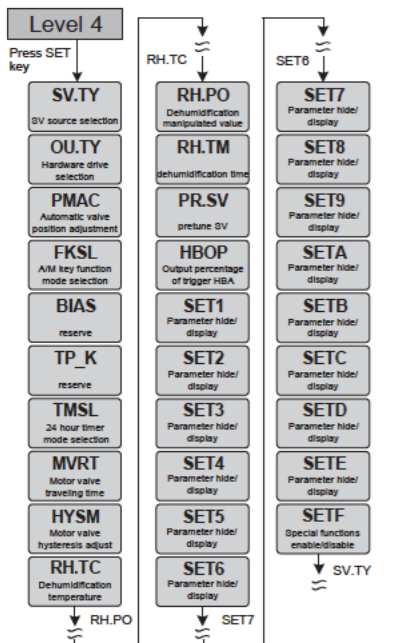 Level 4
Press SET
key
SV.TY
SV source selection
OU.TY
Hardware drive
selection
PMAC
Automatic valve
position adjustment
FKSL
A/M key function
mode selection
BIAS
reserve
TP_K
reserve
TMSL
24 hour timer
mode selection
MVRT
Motor valve
traveling time
HYSM
Motor valve
hysteresis adjust
RH.TC
Dehumidification
temperature
RH.PO
RH.TC
RH.PO
Dehumidification
manipulated value
RH.TM
dehumidification time
PR.SV
pretune SV
HBOP
Output percentage
of trigger HBA
SET1
Parameter hide/
display
SET2
Parameter hide/
display
SET3
Parameter hide/
display
SET4
Parameter hide/
display
SET5
Parameter hide/
display
SET6
Parameter hide/
display
SET7
SET6
SET7
Parameter hide/
display
SET8
Parameter hide/
display
SET9
Parameter hide/
display
SETA
Parameter hide/
display
SETB
Parameter hide/
display
SETC
Parameter hide/
display
SETD
Parameter hide/
display
SETE
Parameter hide/
display
SETF
Special functions
enable/disable
SV.TY